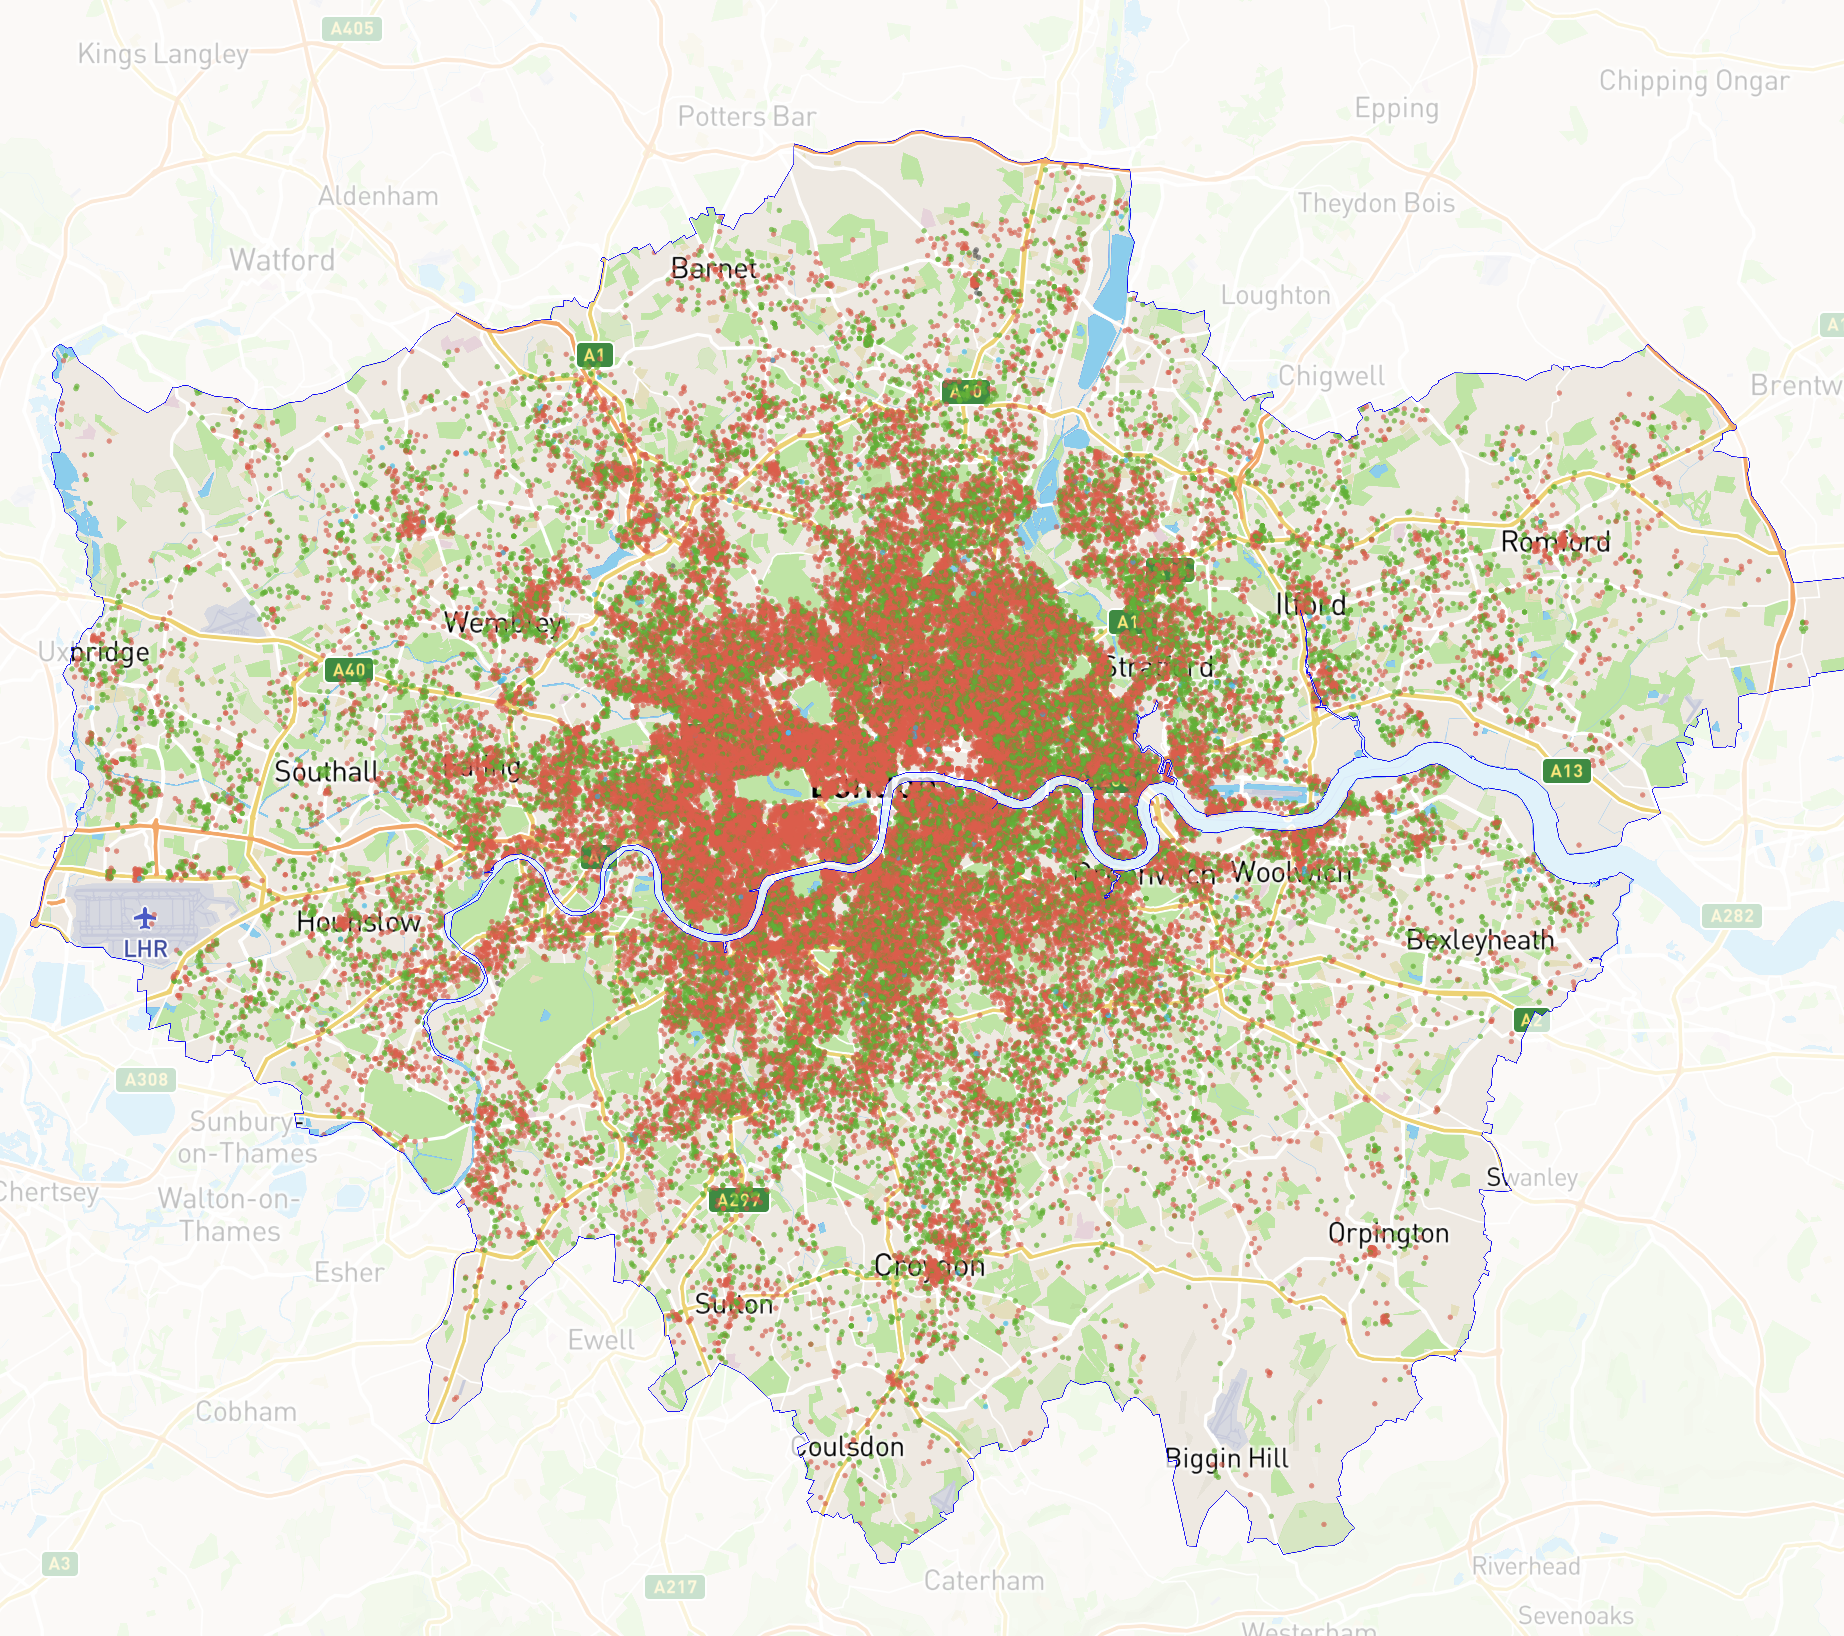 A405
Kings Langley
Chipping Ongar
Epping
Potters Bar
Aldenham
Theydon Bois
Watford
Barnet
Loughton
A1
Chigwell
Brentw
A10
Romford
Ilford
Wembley
A1
Uxbridge
A40
Stratford
Southall
Ealing
A13
London
Greenwich
Woolwich
Hounslow
A282
LHR
Bexleyheath
A2
A308
Sunbury-
on-Thames
Swanley
Chertsey
Walton-on-
Thames
A297
Orpington
Esher
Croydon
Sutton
Ewell
Cobham
Coulsdon
Biggin Hill
A3
Riverhead
A217
Caterham
Sevenoaks
Westerham